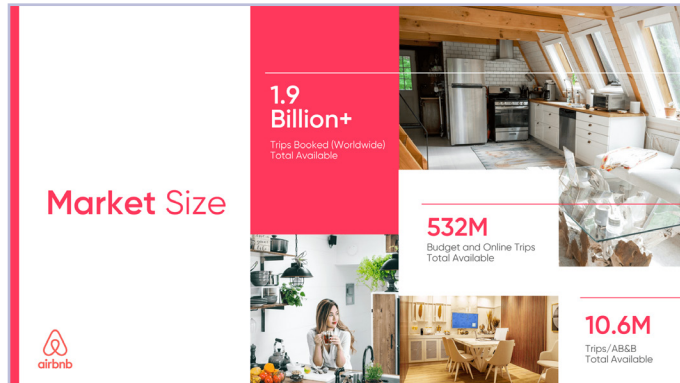 Market Size
airbnb
1.9
Billion+
Trips Booked (Worldwide)
Total Available
532M
Budget and Online Trips
Total Available
10.6M
Trips/AB&B
Total Available